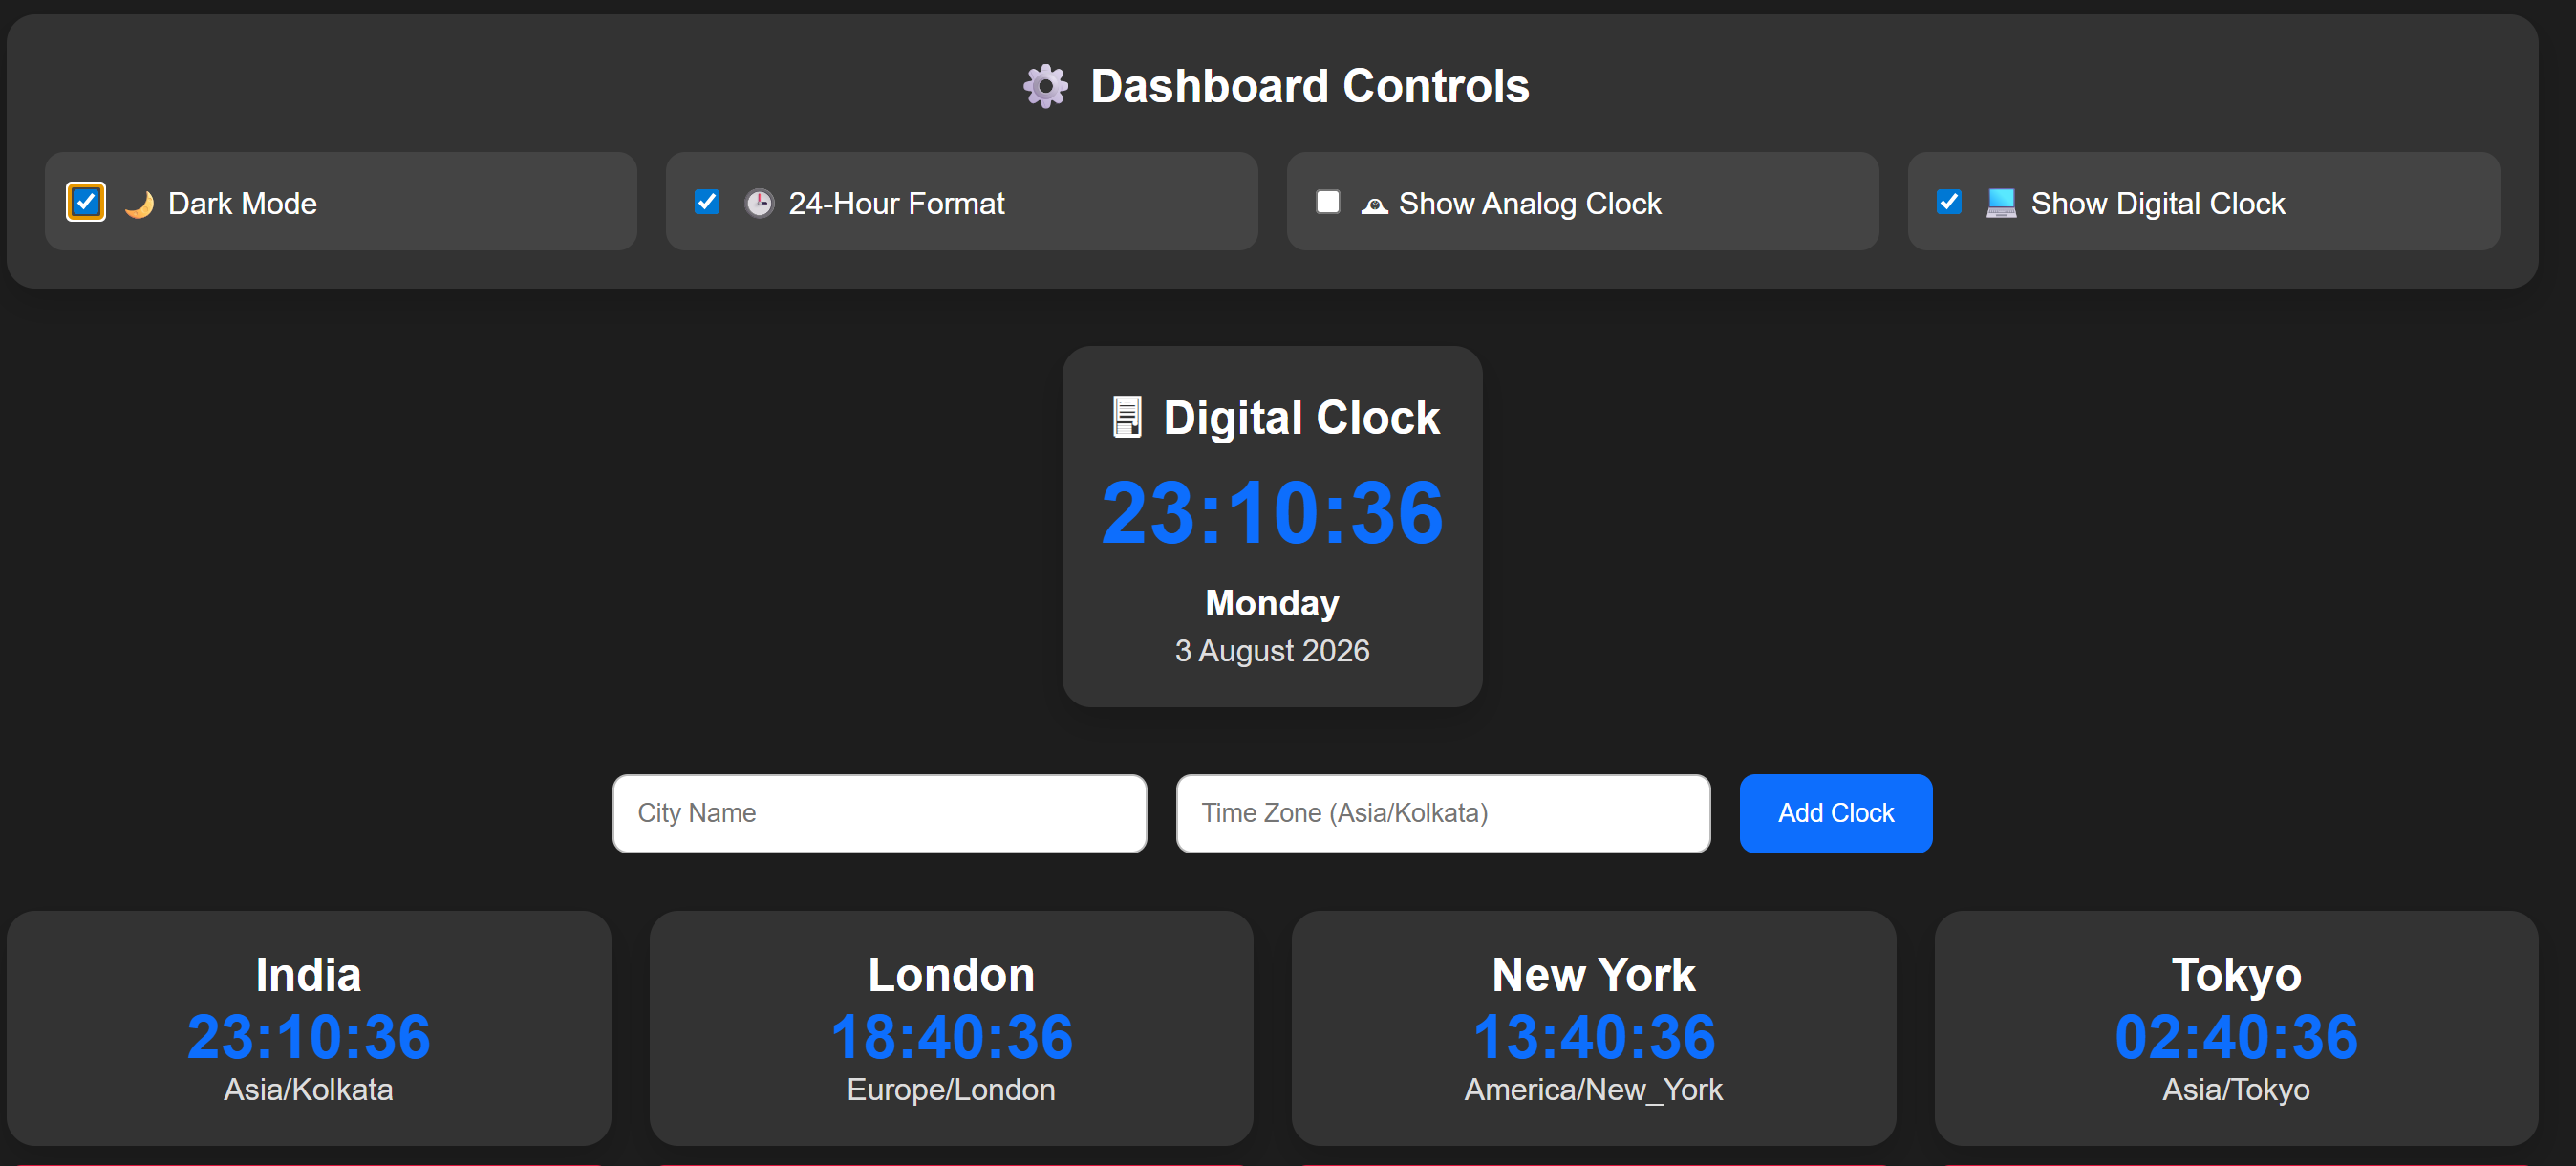 Dashboard Controls
Dark Mode
24-Hour Format
Show Analog Clock
Show Digital Clock
Digital Clock
23:10:36
Monday
3 August 2026
City Name
Time Zone (Asia/Kolkata)
Add Clock
India
23:10:36
Asia/Kolkata
London
18:40:36
Europe/London
New York
13:40:36
America/New_York
Tokyo
02:40:36
Asia/Tokyo